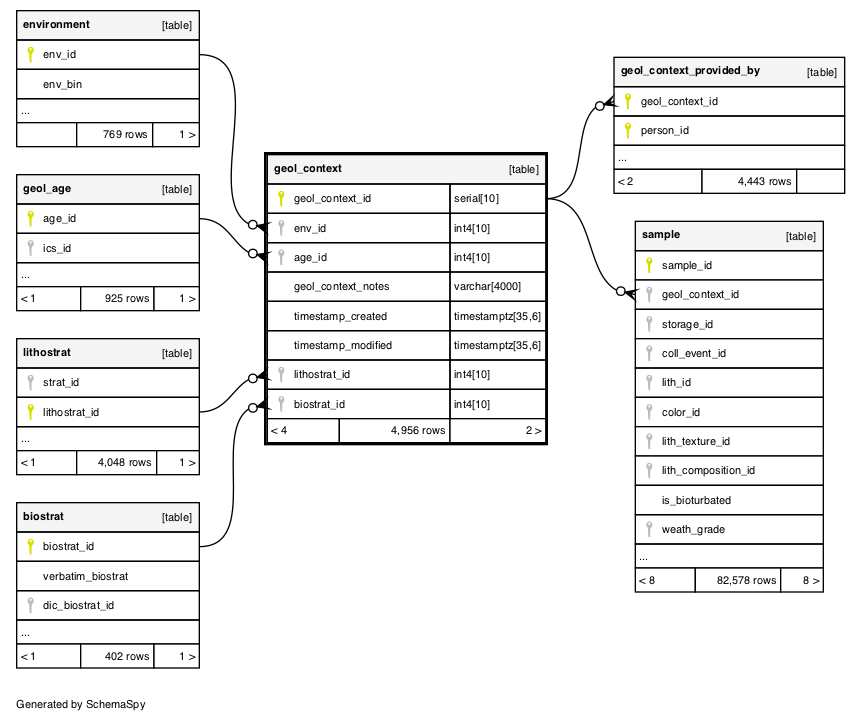 environment [table]
env_id
env_bin
...
769 rows 1 >
geol_age [table]
age_id
ics_id
...
< 1 925 rows 1 >
lithostrat [table]
strat_id
lithostrat_id
...
< 1 4,048 rows 1 >
biostrat [table]
biostrat_id
verbatim_biostrat
dic_biostrat_id
...
< 1 402 rows 1 >
geol_context [table]
geol_context_id serial[10]
env_id int4[10]
age_id int4[10]
geol_context_notes varchar[4000]
timestamp_created timestamptz[35,6]
timestamp_modified timestamptz[35,6]
lithostrat_id int4[10]
biostrat_id int4[10]
< 4 4,956 rows 2 >
geol_context_provided_by [table]
geol_context_id
person_id
...
< 2 4,443 rows
sample [table]
sample_id
geol_context_id
storage_id
coll_event_id
lith_id
color_id
lith_texture_id
lith_composition_id
is_bioturbated
weath_grade
...
< 8 82,578 rows 8 >
Generated by SchemaSpy